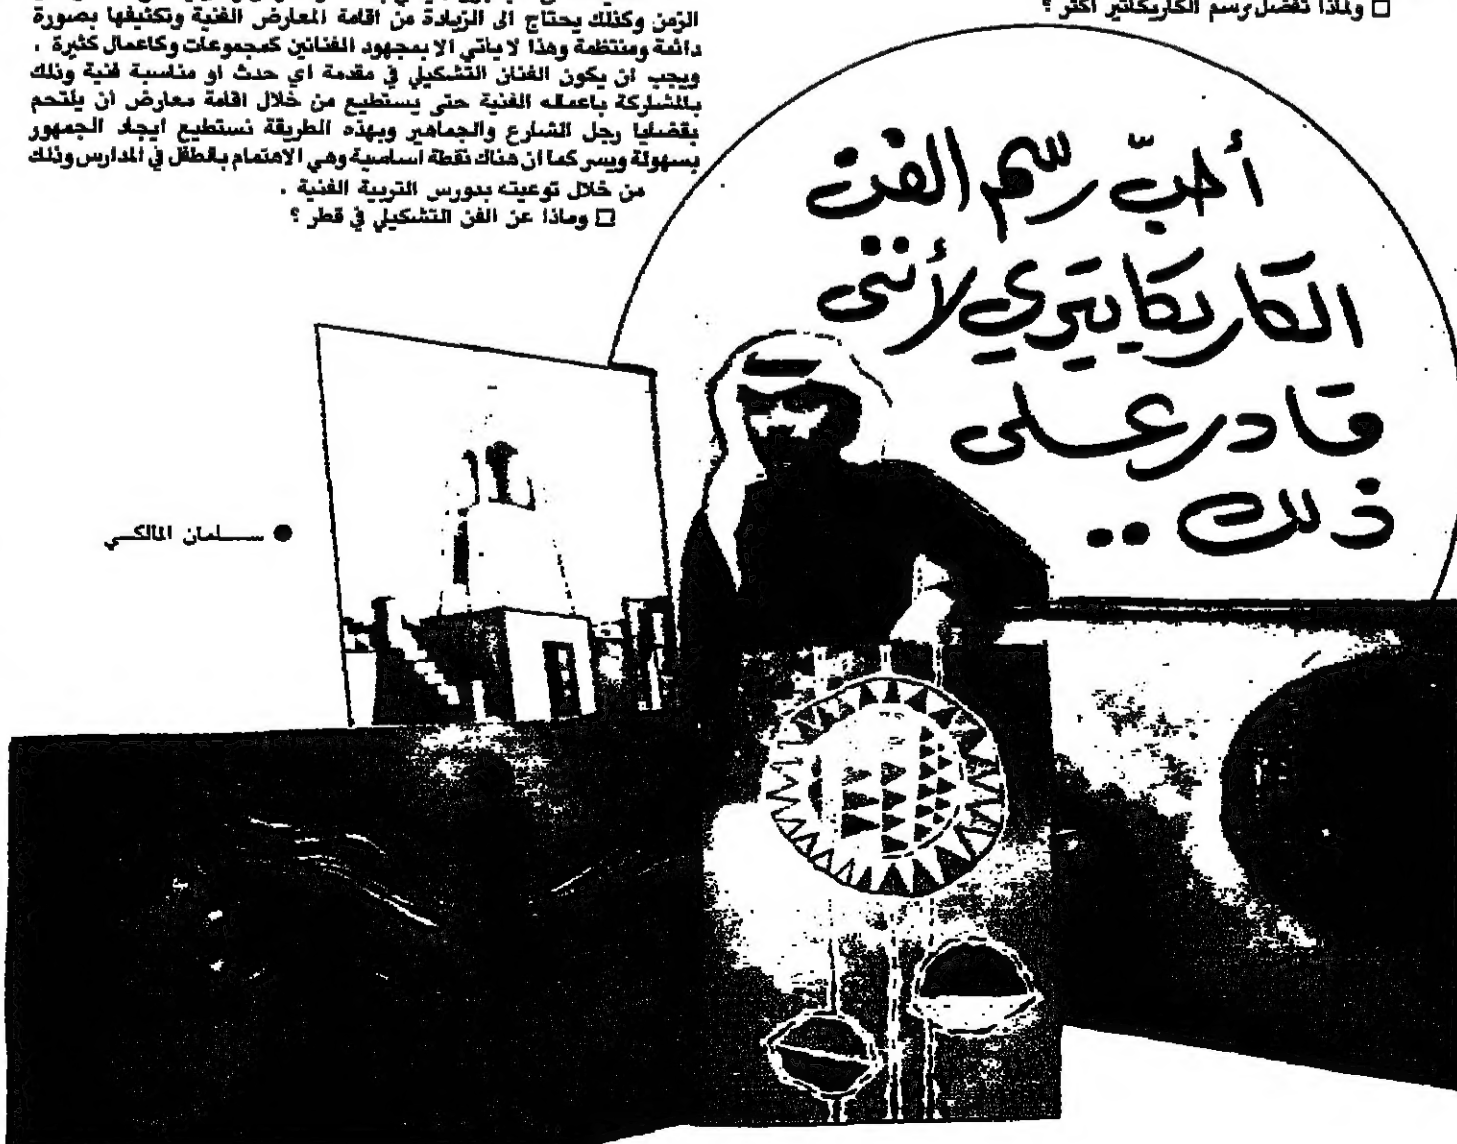 □ ولماذا تفضل رسم الكاريكاتير اكثر ؟
أحبّ رسم الفن
الكاريكاتيري لأنني
قادر على
ذلك ..
الزمن وكذلك يحتاج الى الزيادة من اقامة المعارض الفنية وتكثيفها بصورة
دائمة ومنتظمة وهذا لا يأتي الا بمجهود الفنانين كمجموعات وكاعمال كثيرة .
ويجب ان يكون الفنان التشكيلي في مقدمة اي حدث او مناسبة فنية وذلك
بالمشاركة باعماله الفنية حتى يستطيع من خلال اقامة معارض ان يلتحم
بقضايا رجل الشارع والجماهير وبهذه الطريقة نستطيع ايجاد الجمهور
بسهولة ويسر كما ان هناك نقطة اساسية وهي الاهتمام بالطفل في المدارس وذلك
من خلال توعيته بدورس التربية الفنية .
□ وماذا عن الفن التشكيلي في قطر ؟
● سلمان المالكي